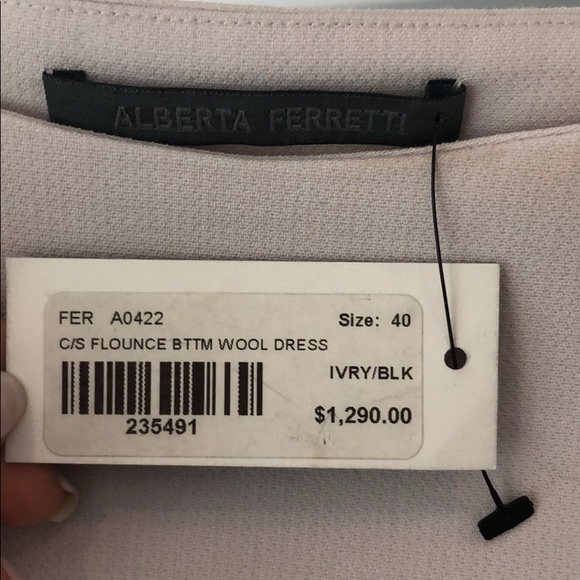 ALBERTA FERRETTI
FER A0422 Size: 40
C/S FLOUNCE BTTM WOOL DRESS
IVRY/BLK
235491 $1,290.00